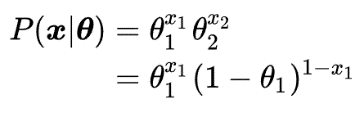 P(x|θ) = θ₁^{x₁} θ₂^{x₂}
= θ₁^{x₁} (1 − θ₁)^{1−x₁}